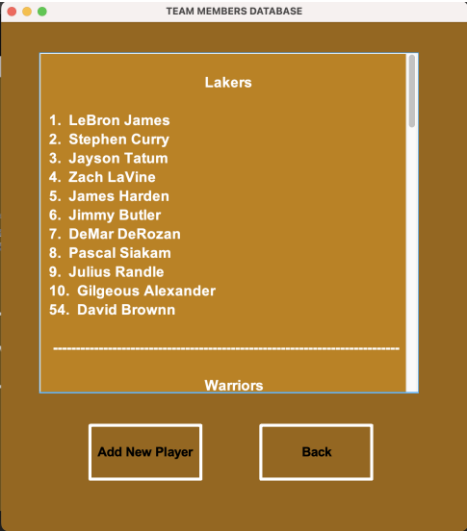 TEAM MEMBERS DATABASE
Lakers
1. LeBron James
2. Stephen Curry
3. Jayson Tatum
4. Zach LaVine
5. James Harden
6. Jimmy Butler
7. DeMar DeRozan
8. Pascal Siakam
9. Julius Randle
10. Gilgeous Alexander
54. David Brownn
Warriors
Add New Player
Back